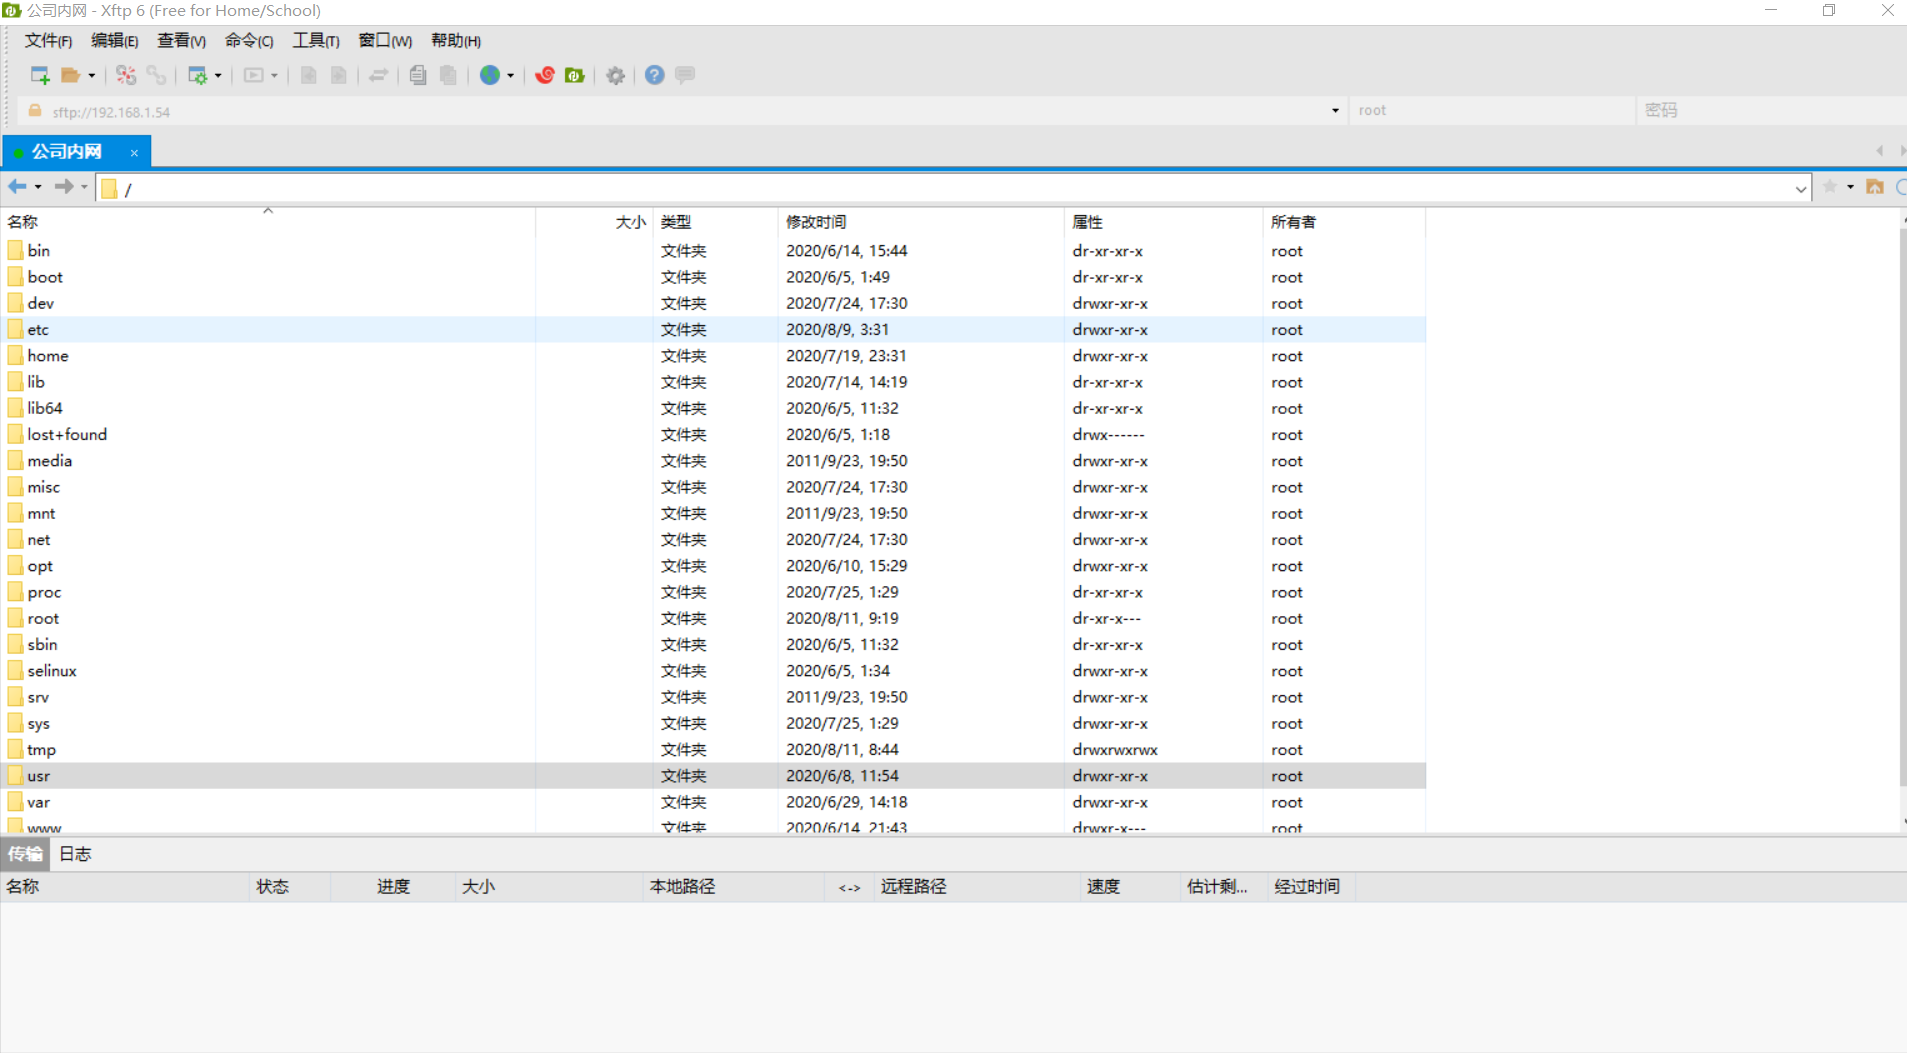 公司内网 - Xftp 6 (Free for Home/School)
文件(F) 编辑(E) 查看(V) 命令(C) 工具(T) 窗口(W) 帮助(H)
sftp://192.168.1.54 root 密码
公司内网 ×
/
名称 大小 类型 修改时间 属性 所有者
bin 文件夹 2020/6/14, 15:44 dr-xr-xr-x root
boot 文件夹 2020/6/5, 1:49 dr-xr-xr-x root
dev 文件夹 2020/7/24, 17:30 drwxr-xr-x root
etc 文件夹 2020/8/9, 3:31 drwxr-xr-x root
home 文件夹 2020/7/19, 23:31 drwxr-xr-x root
lib 文件夹 2020/7/14, 14:19 dr-xr-xr-x root
lib64 文件夹 2020/6/5, 11:32 dr-xr-xr-x root
lost+found 文件夹 2020/6/5, 1:18 drwx------ root
media 文件夹 2011/9/23, 19:50 drwxr-xr-x root
misc 文件夹 2020/7/24, 17:30 drwxr-xr-x root
mnt 文件夹 2011/9/23, 19:50 drwxr-xr-x root
net 文件夹 2020/7/24, 17:30 drwxr-xr-x root
opt 文件夹 2020/6/10, 15:29 drwxr-xr-x root
proc 文件夹 2020/7/25, 1:29 dr-xr-xr-x root
root 文件夹 2020/8/11, 9:19 dr-xr-x--- root
sbin 文件夹 2020/6/5, 11:32 dr-xr-xr-x root
selinux 文件夹 2020/6/5, 1:34 drwxr-xr-x root
srv 文件夹 2011/9/23, 19:50 drwxr-xr-x root
sys 文件夹 2020/7/25, 1:29 drwxr-xr-x root
tmp 文件夹 2020/8/11, 8:44 drwxrwxrwx root
usr 文件夹 2020/6/8, 11:54 drwxr-xr-x root
var 文件夹 2020/6/29, 14:18 drwxr-xr-x root
www 文件夹 2020/6/14, 21:43 drwxr-x--- root
传输 日志
名称 状态 进度 大小 本地路径 <-> 远程路径 速度 估计剩... 经过时间